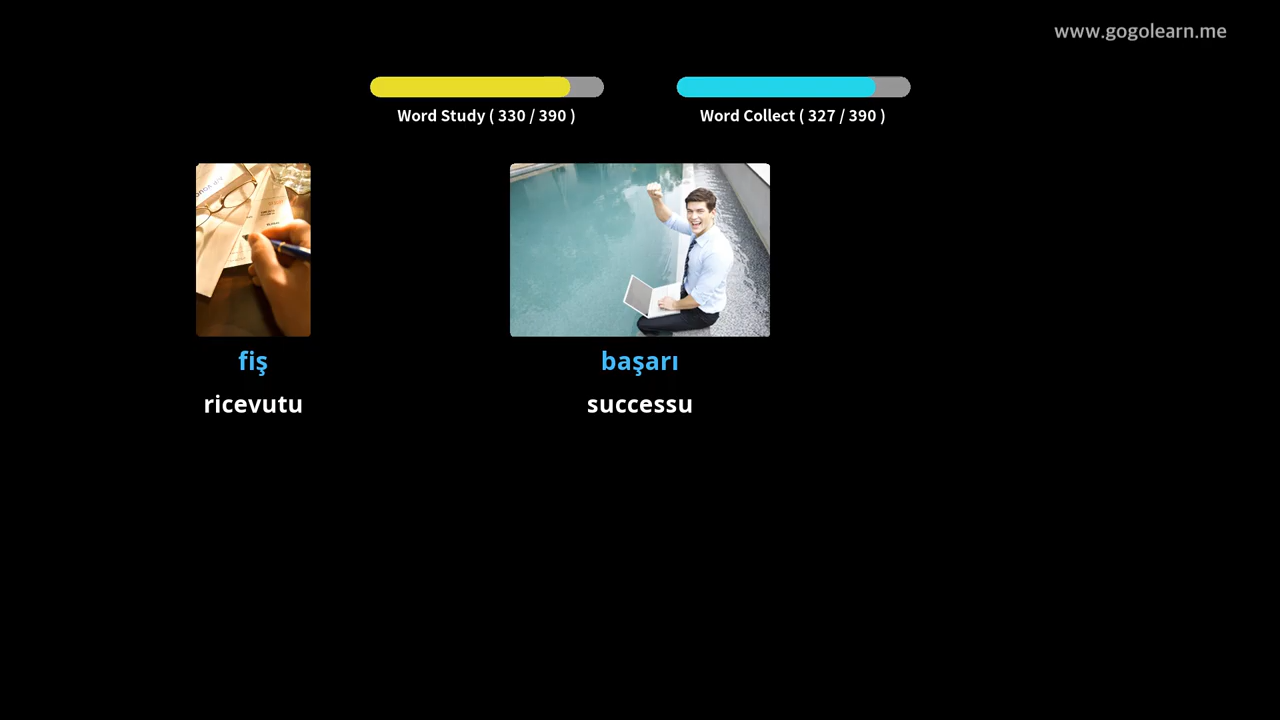 www.gogolearn.me
Word Study ( 330 / 390 )
Word Collect ( 327 / 390 )
fiş
başarı
ricevutu
successu